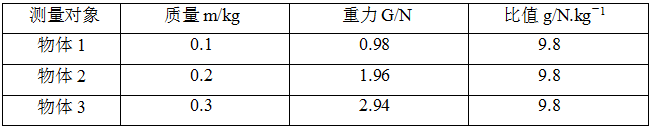 测量对象 质量 m/kg 重力 G/N 比值 g/N.kg⁻¹
物体 1 0.1 0.98 9.8
物体 2 0.2 1.96 9.8
物体 3 0.3 2.94 9.8